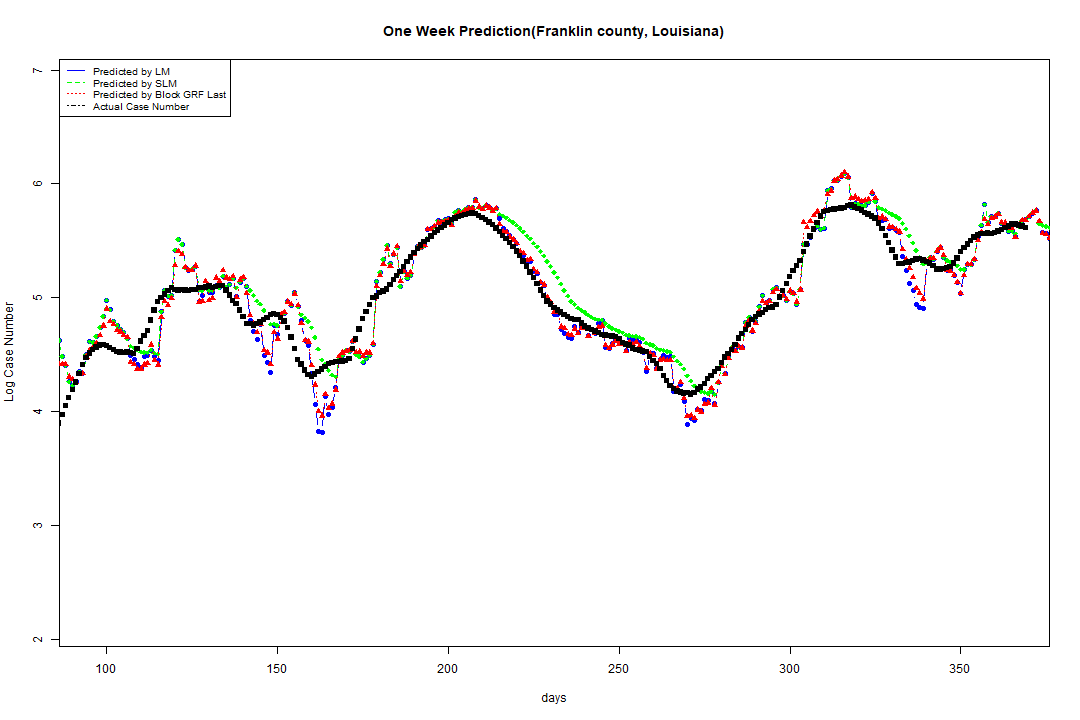 One Week Prediction(Franklin county, Louisiana)
Predicted by LM
Predicted by SLM
Predicted by Block GRF Last
Actual Case Number
7
6
5
4
3
2
Log Case Number
100 150 200 250 300 350
days